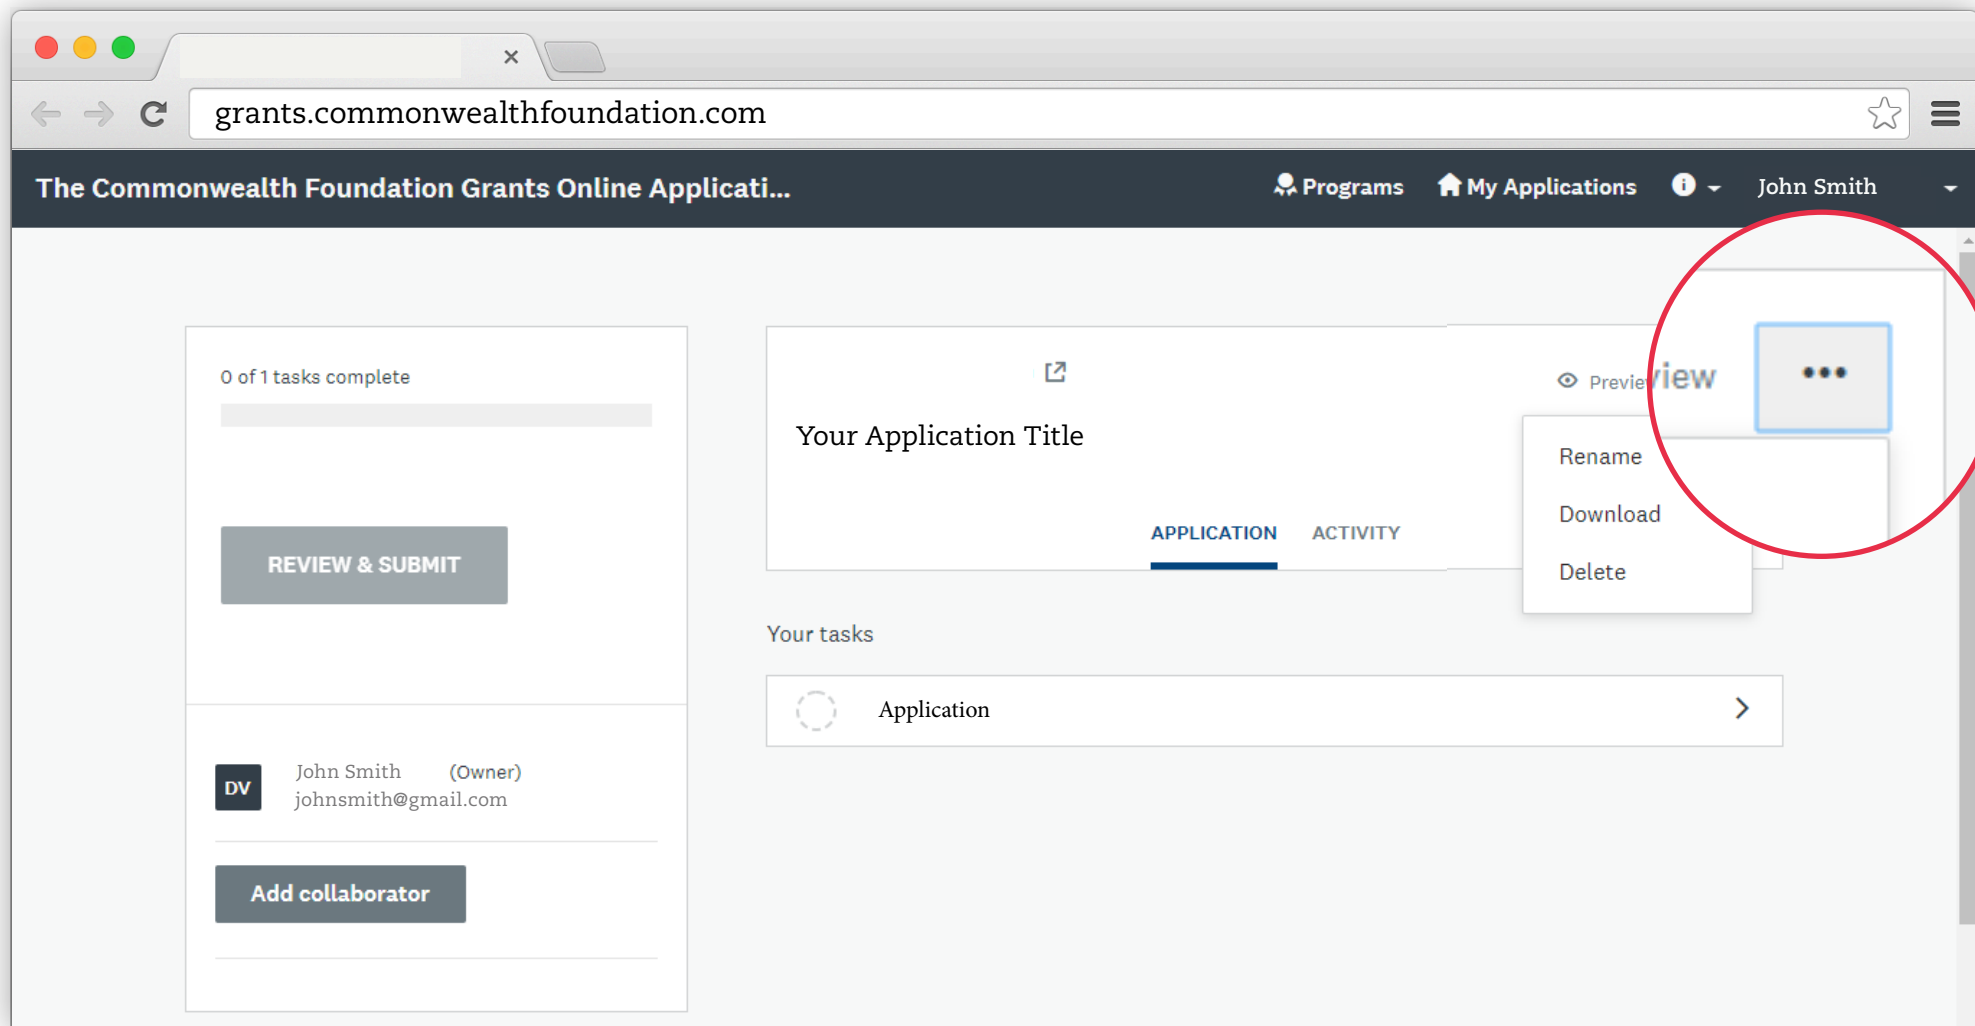 grants.commonwealthfoundation.com
The Commonwealth Foundation Grants Online Applicati...
Programs
My Applications
John Smith
0 of 1 tasks complete
REVIEW & SUBMIT
DV
John Smith (Owner)
johnsmith@gmail.com
Add collaborator
Preview
Your Application Title
APPLICATION ACTIVITY
Rename
Download
Delete
Your tasks
Application